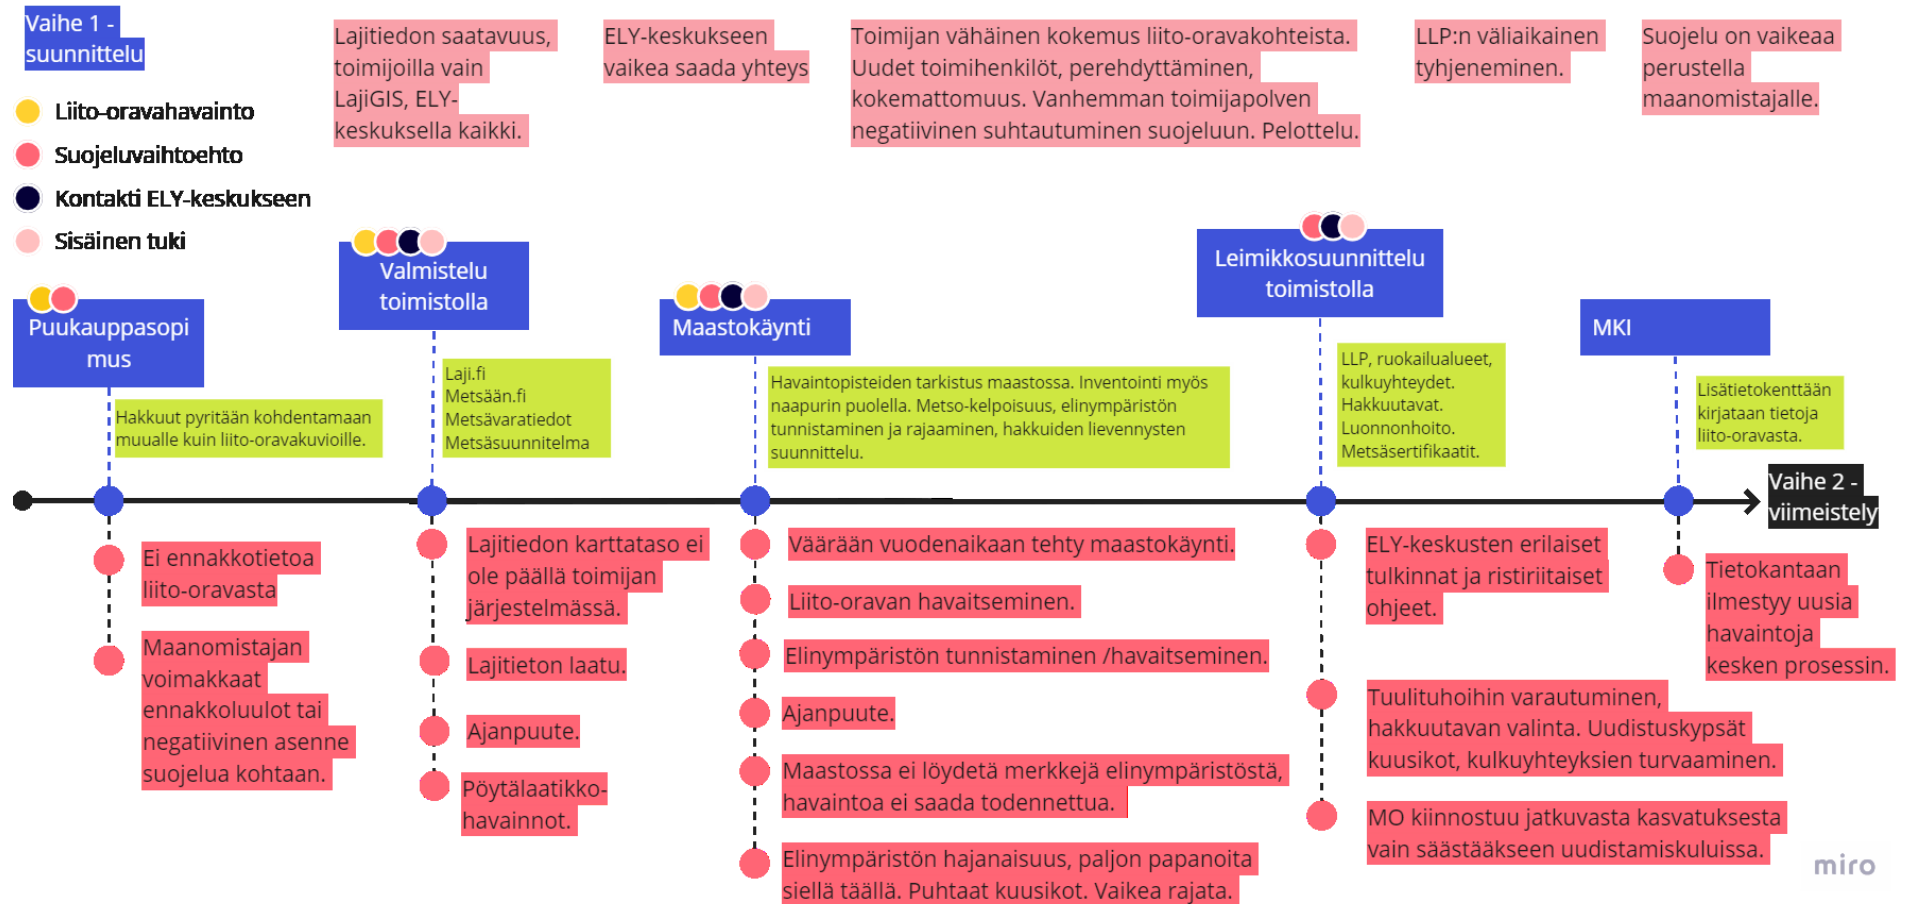 Vaihe 1 -
suunnittelu
Liito-oravahavainto
Suojeluvaihtoehto
Kontakti ELY-keskukseen
Sisäinen tuki
Lajitiedon saatavuus,
toimijoilla vain
LajiGIS, ELY-
keskuksella kaikki.
ELY-keskukseen
vaikea saada yhteys
Toimijan vähäinen kokemus liito-oravakohteista.
Uudet toimihenkilöt, perehdyttäminen,
kokemattomuus. Vanhemman toimijapolven
negatiivinen suhtautuminen suojeluun. Pelottelu.
LLP:n väliaikainen
tyhjeneminen.
Suojelu on vaikeaa
perustella
maanomistajalle.
Puukauppasopi
mus
Valmistelu
toimistolla
Maastokäynti
Leimikkosuunnittelu
toimistolla
MKI
Hakkuut pyritään kohdentamaan
muualle kuin liito-oravakuvioille.
Laji.fi
Metsään.fi
Metsävaratiedot
Metsäsuunnitelma
Havaintopisteiden tarkistus maastossa. Inventointi myös
naapurin puolella. Metso-kelpoisuus, elinympäristön
tunnistaminen ja rajaaminen, hakkuiden lievennysten
suunnittelu.
LLP, ruokailualueet,
kulkuyhteydet.
Hakkuutavat.
Luonnonhoito.
Metsäsertifikaatit.
Lisätietokenttään
kirjataan tietoja
liito-oravasta.
Vaihe 2 -
viimeistely
Ei ennakkotietoa
liito-oravasta
Maanomistajan
voimakkaat
ennakkoluulot tai
negatiivinen asenne
suojelua kohtaan.
Lajitiedon karttataso ei
ole päällä toimijan
järjestelmässä.
Lajitieton laatu.
Ajanpuute.
Pöytälaatikko-
havainnot.
Väärään vuodenaikaan tehty maastokäynti.
Liito-oravan havaitseminen.
Elinympäristön tunnistaminen /havaitseminen.
Ajanpuute.
Maastossa ei löydetä merkkejä elinympäristöstä,
havaintoa ei saada todennettua.
Elinympäristön hajanaisuus, paljon papanoita
siellä täällä. Puhtaat kuusikot. Vaikea rajata.
ELY-keskusten erilaiset
tulkinnat ja ristiriitaiset
ohjeet.
Tuulituhoihin varautuminen,
hakkuutavan valinta. Uudistuskypsät
kuusikot, kulkuyhteyksien turvaaminen.
MO kiinnostuu jatkuvasta kasvatuksesta
vain säästääkseen uudistamiskuluissa.
Tietokantaan
ilmestyy uusia
havaintoja
kesken prosessin.
miro